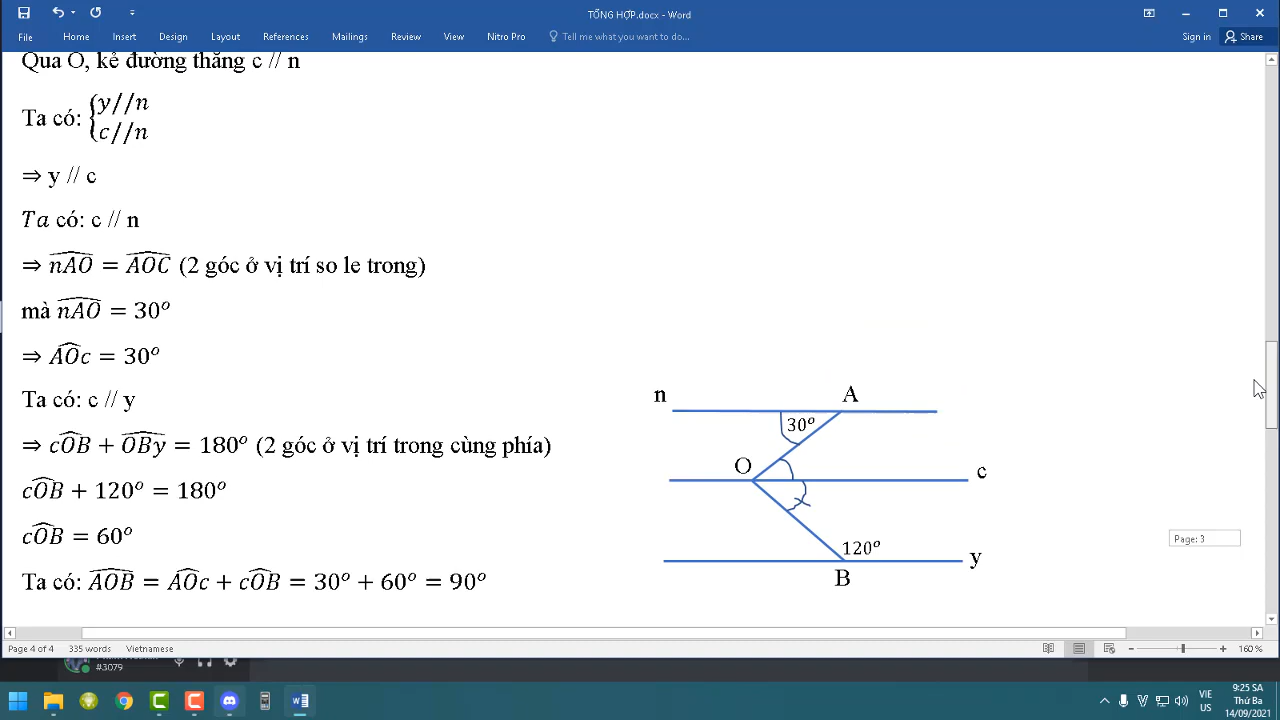 TỔNG HỢP.docx - Word
File Home Insert Design Layout References Mailings Review View Nitro Pro Tell me what you want to do... Sign in Share
Qua O, kẻ đường thẳng c // n
Ta có: {y//n
c//n
⇒ y // c
Ta có: c // n
⇒ nAO = AOC (2 góc ở vị trí so le trong)
mà nAO = 30°
⇒ AOc = 30°
Ta có: c // y
⇒ cOB + OBy = 180° (2 góc ở vị trí trong cùng phía)
cOB + 120° = 180°
cOB = 60°
Ta có: AOB = AOc + cOB = 30° + 60° = 90°
n A
30°
O c
120°
y
B
Page: 3
Page 4 of 4 335 words Vietnamese 160 %
#3079
VIE
US
9:25 SA
Thứ Ba
14/09/2021